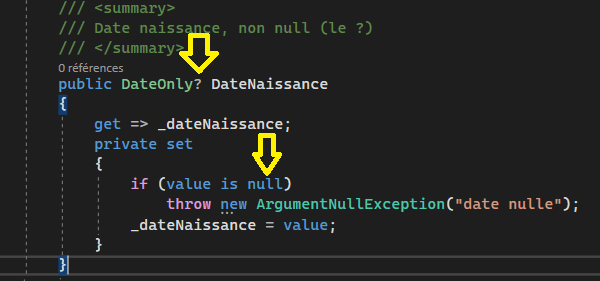 /// <summary>
/// Date naissance, non null (le ?)
/// </summary>
0 références
public DateOnly? DateNaissance
{
get => _dateNaissance;
private set
{
if (value is null)
throw new ArgumentNullException("date nulle");
_dateNaissance = value;
}
}